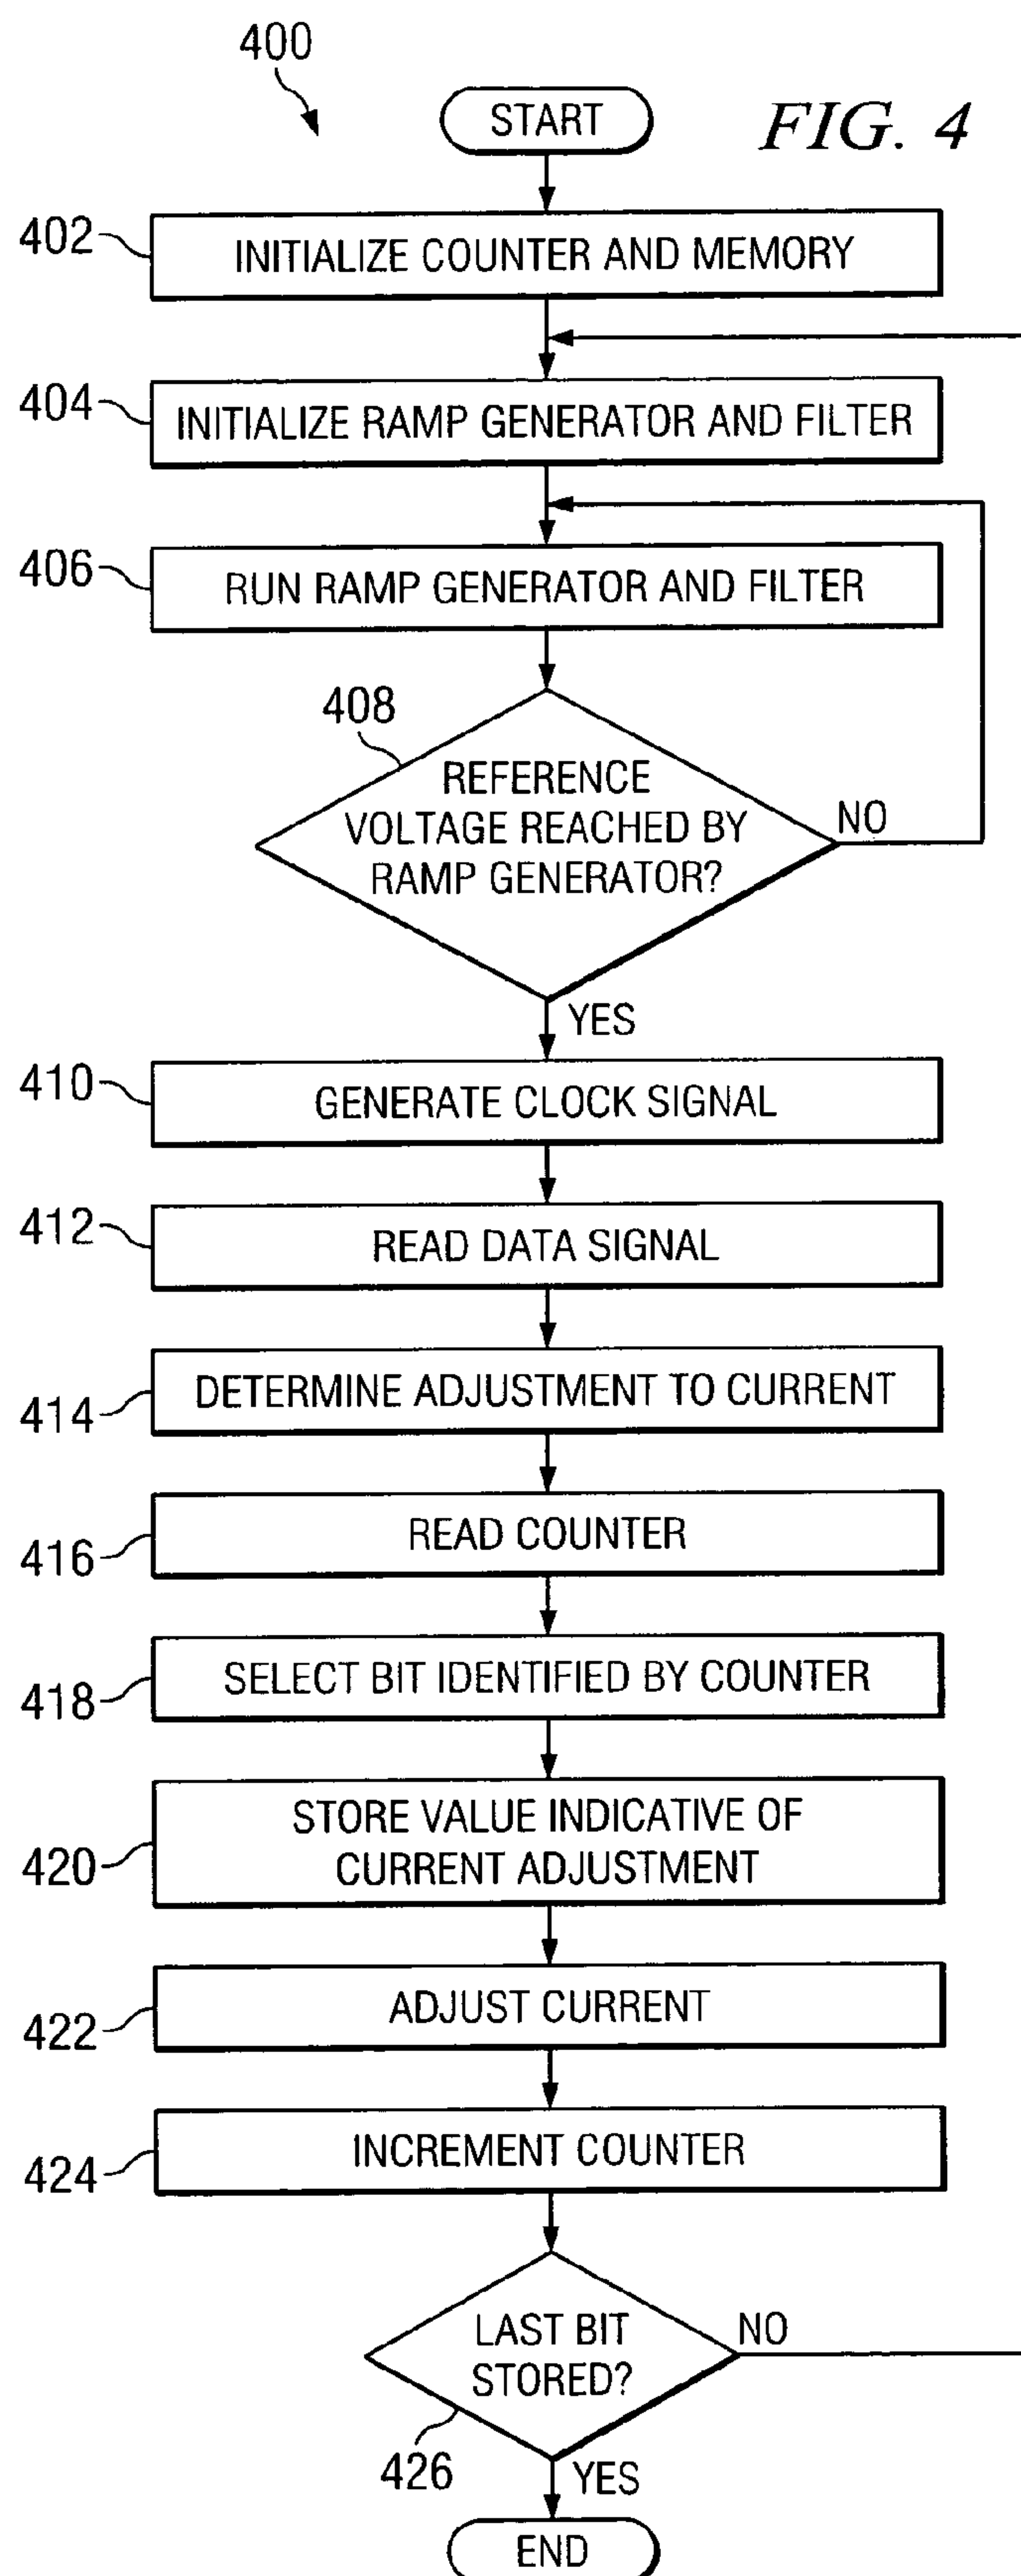 400
START
FIG. 4
402
INITIALIZE COUNTER AND MEMORY
404
INITIALIZE RAMP GENERATOR AND FILTER
406
RUN RAMP GENERATOR AND FILTER
408
REFERENCE
VOLTAGE REACHED BY
RAMP GENERATOR?
NO
YES
410
GENERATE CLOCK SIGNAL
412
READ DATA SIGNAL
414
DETERMINE ADJUSTMENT TO CURRENT
416
READ COUNTER
418
SELECT BIT IDENTIFIED BY COUNTER
420
STORE VALUE INDICATIVE OF
CURRENT ADJUSTMENT
422
ADJUST CURRENT
424
INCREMENT COUNTER
LAST BIT
STORED?
NO
426
YES
END